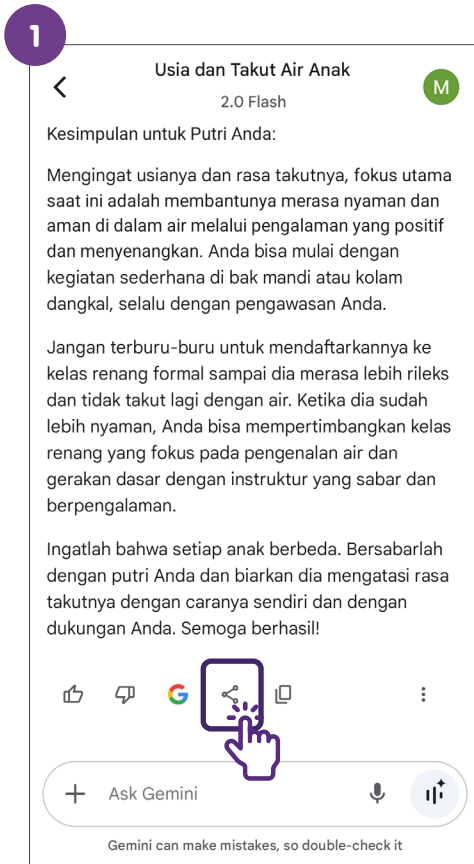 1
Usia dan Takut Air Anak
2.0 Flash
M
Kesimpulan untuk Putri Anda:
Mengingat usianya dan rasa takutnya, fokus utama
saat ini adalah membantunya merasa nyaman dan
aman di dalam air melalui pengalaman yang positif
dan menyenangkan. Anda bisa mulai dengan
kegiatan sederhana di bak mandi atau kolam
dangkal, selalu dengan pengawasan Anda.
Jangan terburu-buru untuk mendaftarkannya ke
kelas renang formal sampai dia merasa lebih rileks
dan tidak takut lagi dengan air. Ketika dia sudah
lebih nyaman, Anda bisa mempertimbangkan kelas
renang yang fokus pada pengenalan air dan
gerakan dasar dengan instruktur yang sabar dan
berpengalaman.
Ingatlah bahwa setiap anak berbeda. Bersabarlah
dengan putri Anda dan biarkan dia mengatasi rasa
takutnya dengan caranya sendiri dan dengan
dukungan Anda. Semoga berhasil!
G
Ask Gemini
Gemini can make mistakes, so double-check it